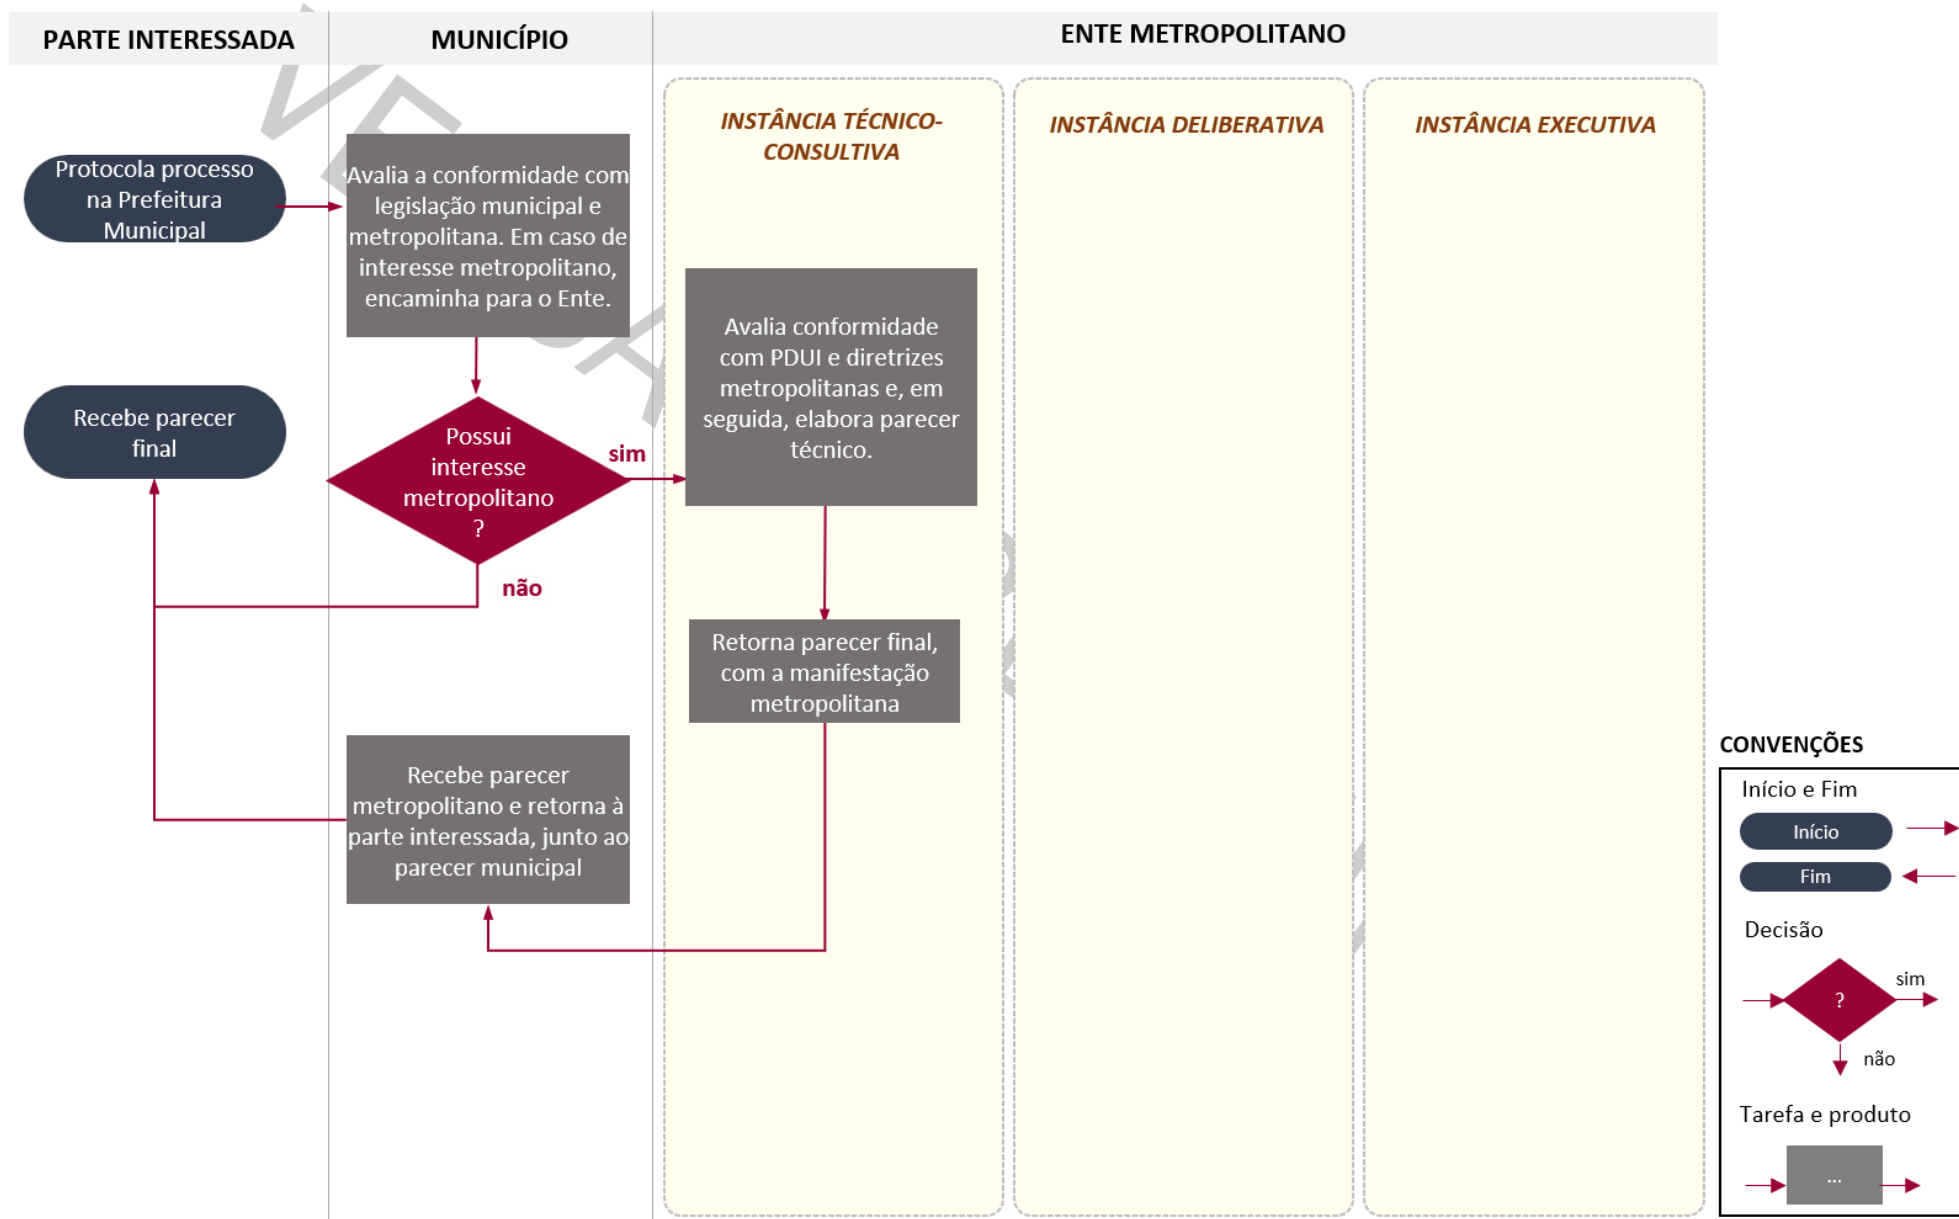 PARTE INTERESSADA
MUNICÍPIO
ENTE METROPOLITANO
INSTÂNCIA TÉCNICO-
CONSULTIVA
INSTÂNCIA DELIBERATIVA
INSTÂNCIA EXECUTIVA
Protocola processo
na Prefeitura
Municipal
Avalia a conformidade com
legislação municipal e
metropolitana. Em caso de
interesse metropolitano,
encaminha para o Ente.
Avalia conformidade
com PDUI e diretrizes
metropolitanas e, em
seguida, elabora parecer
técnico.
Recebe parecer
final
Possui
interesse
metropolitano
?
sim
não
Retorna parecer final,
com a manifestação
metropolitana
Recebe parecer
metropolitano e retorna à
parte interessada, junto ao
parecer municipal
CONVENÇÕES
Início e Fim
Início
Fim
Decisão
?
sim
não
Tarefa e produto
...